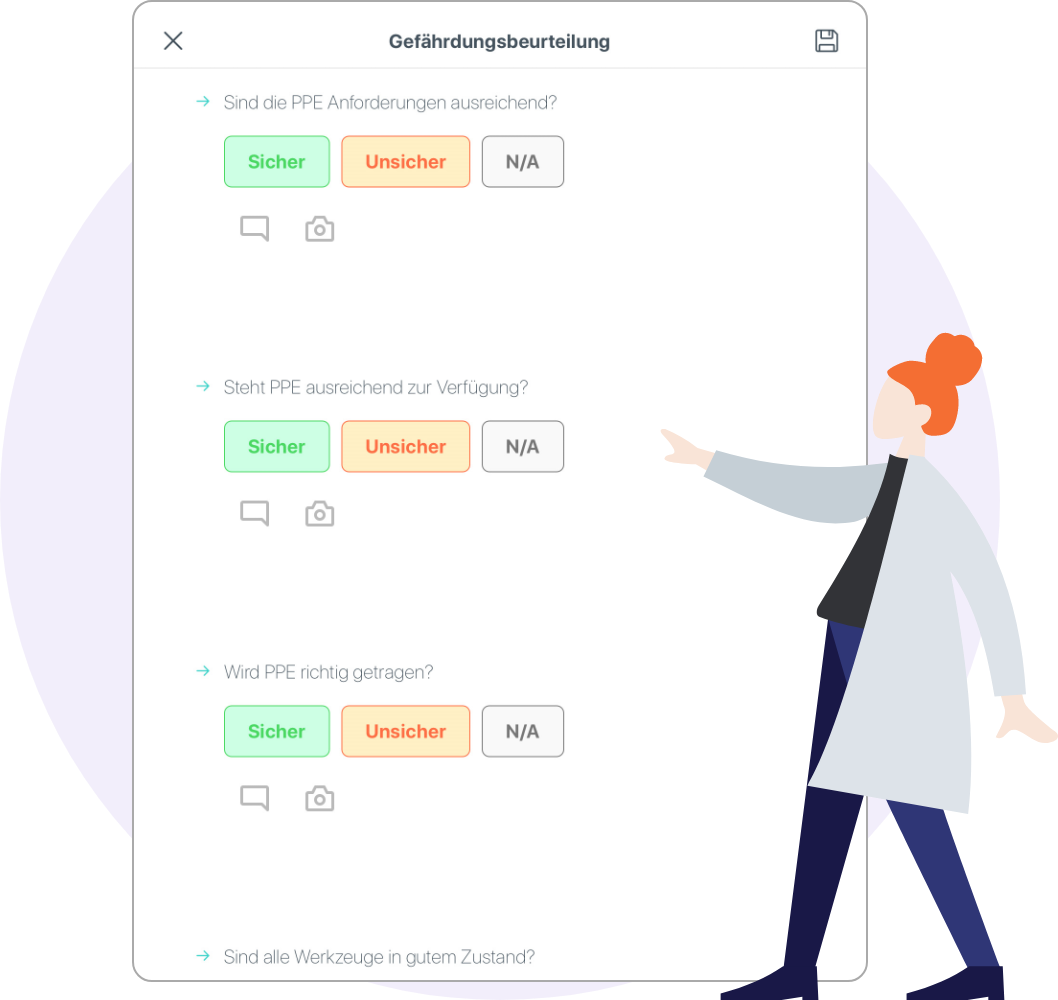 Gefährdungsbeurteilung
Sind die PPE Anforderungen ausreichend?
Sicher Unsicher N/A
Steht PPE ausreichend zur Verfügung?
Sicher Unsicher N/A
Wird PPE richtig getragen?
Sicher Unsicher N/A
Sind alle Werkzeuge in gutem Zustand?